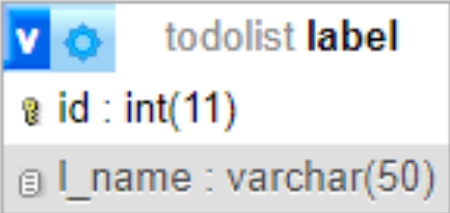 v todolist label
id : int(11)
l_name : varchar(50)